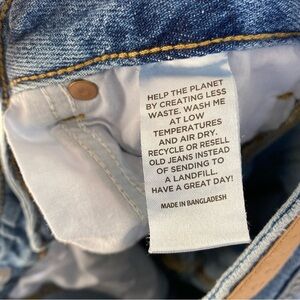 HELP THE PLANET
BY CREATING LESS
WASTE. WASH ME
AT LOW
TEMPERATURES
AND AIR DRY.
RECYCLE OR RESELL
OLD JEANS INSTEAD
OF SENDING TO
A LANDFILL.
HAVE A GREAT DAY!
MADE IN BANGLADESH